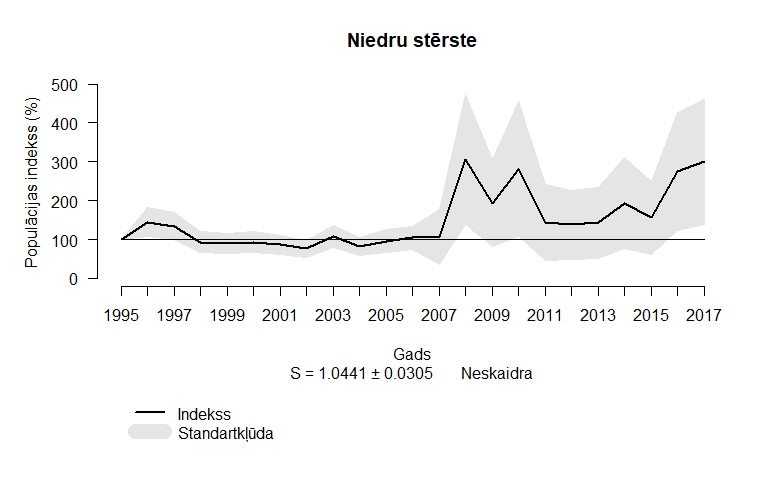 Niedru stērste
Populācijas indekss (%)
500
400
300
200
100
0
1995 1997 1999 2001 2003 2005 2007 2009 2011 2013 2015 2017
Gads
S = 1.0441 ± 0.0305 Neskaidra
Indekss
Standartkļūda